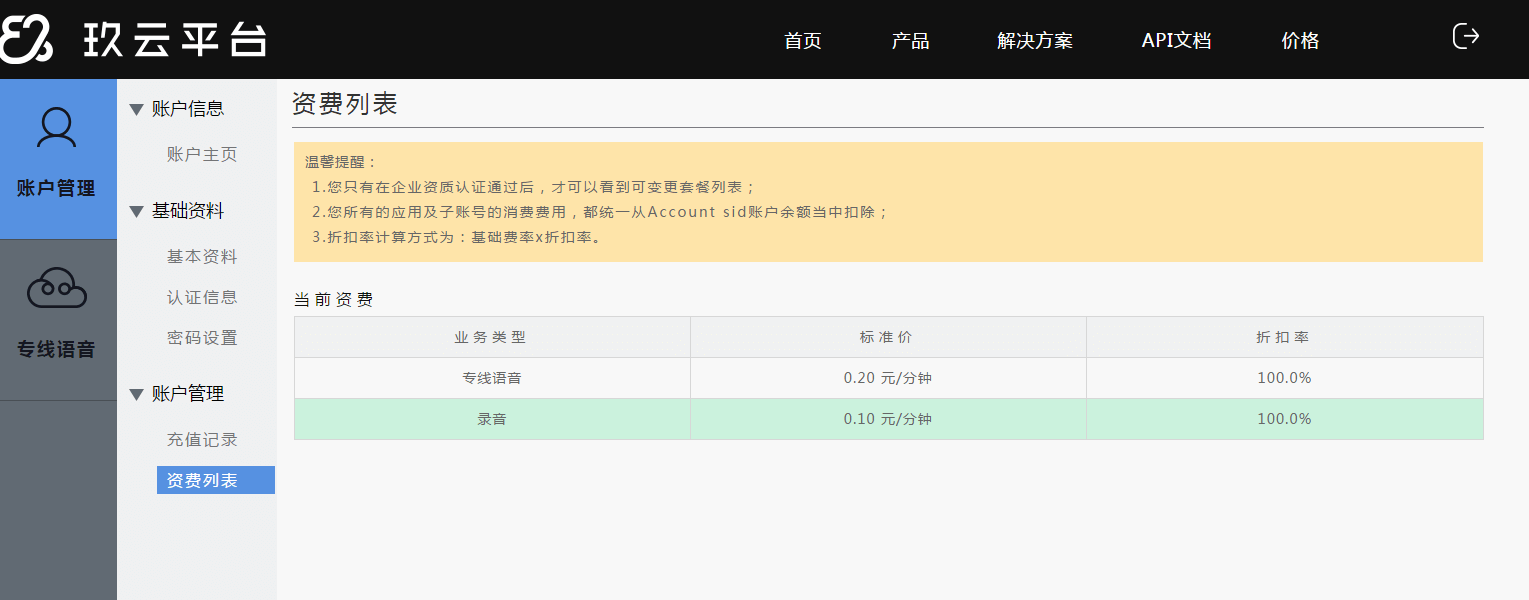 玖云平台
首页 产品 解决方案 API文档 价格
账户管理
专线语音
账户信息
账户主页
基础资料
基本资料
认证信息
密码设置
账户管理
充值记录
资费列表
资费列表
温馨提醒：
1.您只有在企业资质认证通过后，才可以看到可变更套餐列表；
2.您所有的应用及子账号的消费费用，都统一从Account sid账户余额当中扣除；
3.折扣率计算方式为：基础费率x折扣率。
当前资费
业务类型 标准价 折扣率
专线语音 0.20 元/分钟 100.0%
录音 0.10 元/分钟 100.0%